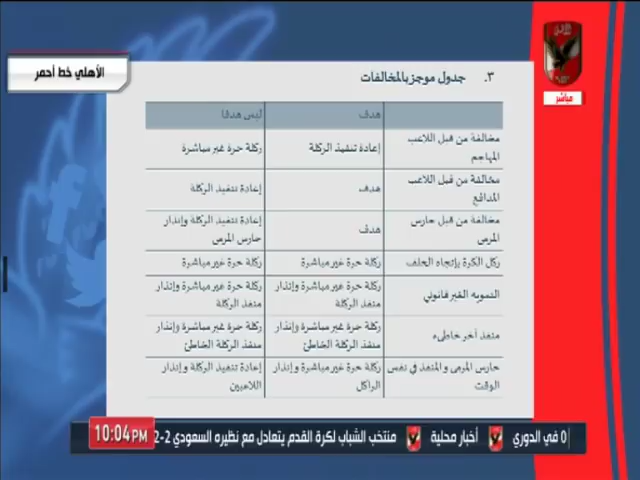 الأهلي خط أحمر
مباشر
٣. جدول موجز بالمخالفات
هدف
ليس هدفا
مخالفة من قبل اللاعب المهاجم
إعادة تنفيذ الركلة
ركلة حرة غير مباشرة
مخالفة من قبل اللاعب المدافع
هدف
إعادة تنفيذ الركلة
مخالفة من قبل حارس المرمى
هدف
إعادة تنفيذ الركلة وإنذار حارس المرمى
ركل الكرة بإتجاه الخلف
ركلة حرة غير مباشرة
ركلة حرة غير مباشرة
التمويه الغير قانوني
ركلة حرة غير مباشرة وإنذار منفذ الركلة
ركلة حرة غير مباشرة وإنذار منفذ الركلة
منفذ آخر خاطىء
ركلة حرة غير مباشرة وإنذار منفذ الركلة الخاطئ
ركلة حرة غير مباشرة وإنذار منفذ الركلة الخاطئ
حارس المرمى و المنفذ في نفس الوقت
ركلة حرة غير مباشرة وإنذار الراكل
إعادة تنفيذ الركلة وإنذار اللاعبين
0 في الدوري أخبار محلية منتخب الشباب لكرة القدم يتعادل مع نظيره السعودي 2-2
10:04 PM